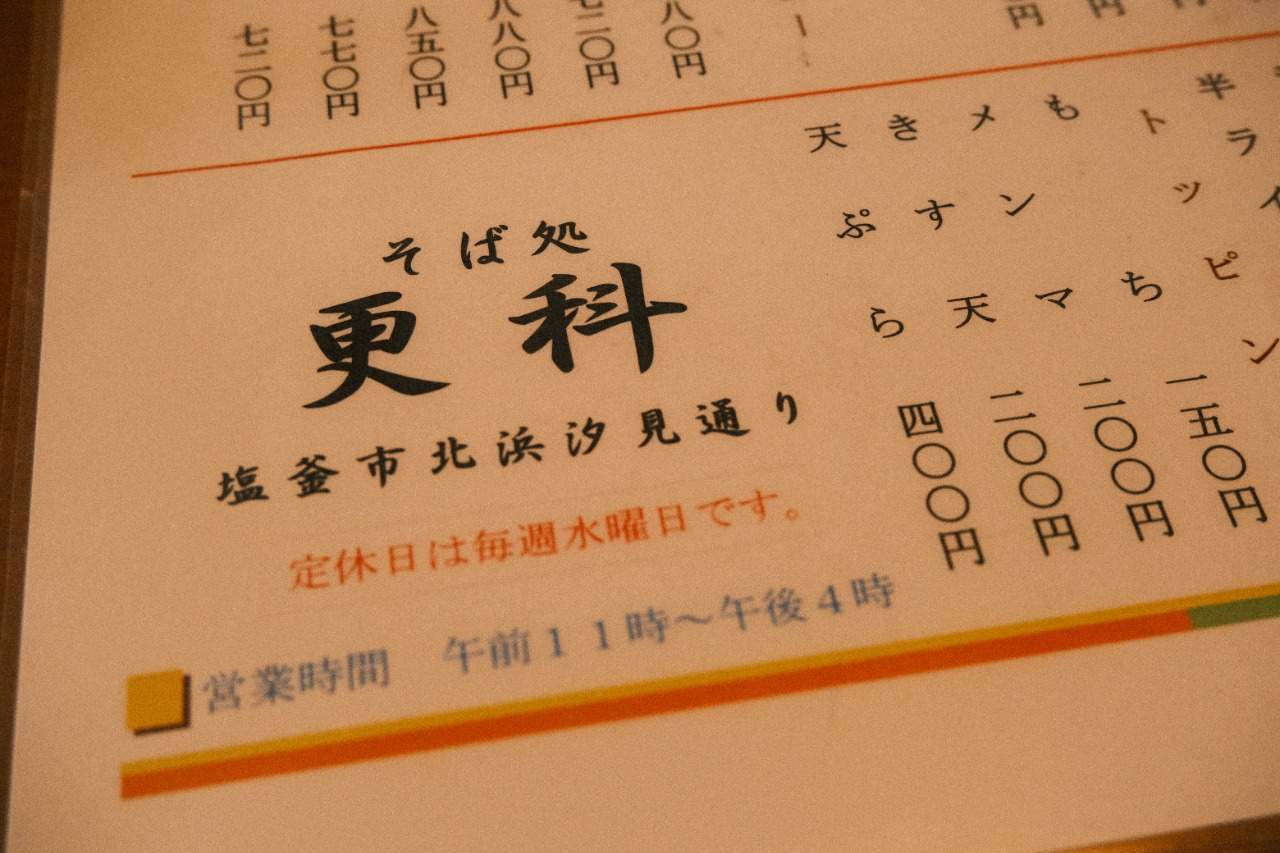 八〇円
七二〇円
八八〇円
八五〇円
七七〇円
七二〇円
半ライ
トッピン
もち 一五〇円
メンマ 二〇〇円
きす天 二〇〇円
天ぷら 四〇〇円
そば処
更科
塩釜市北浜汐見通り
定休日は毎週水曜日です。
営業時間 午前11時~午後4時